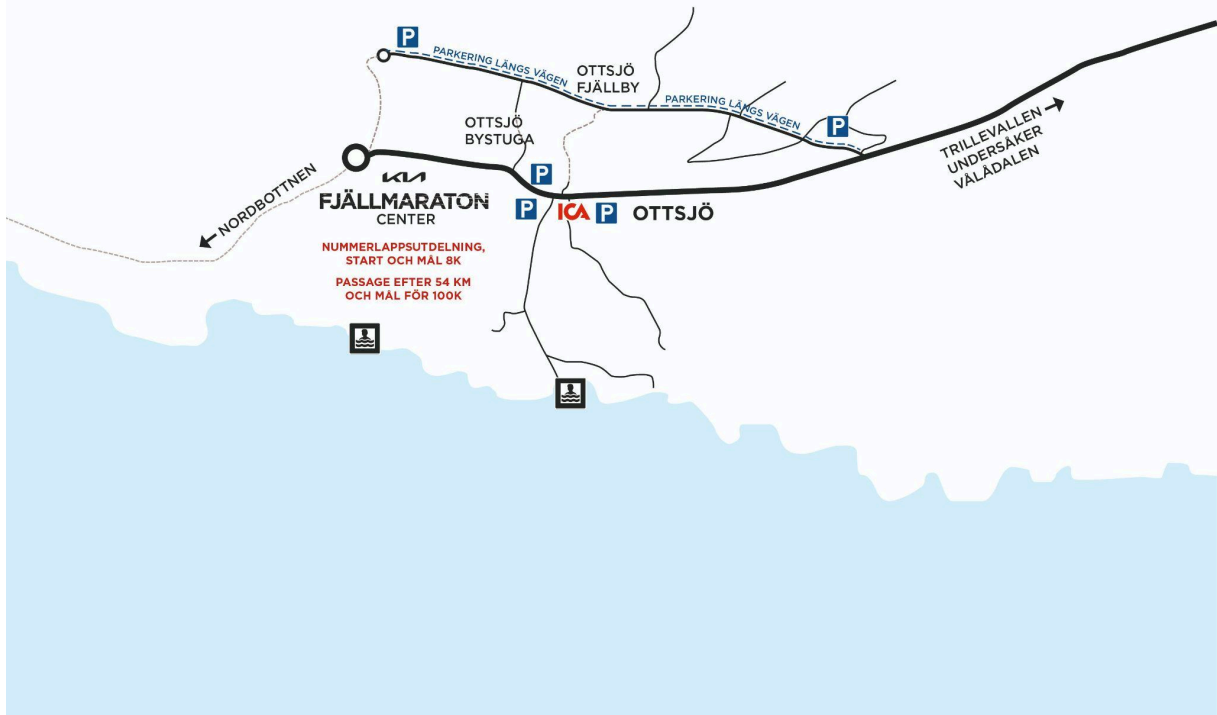 P
PARKERING LÄNGS VÄGEN
OTTSJÖ
FJÄLLBY
PARKERING LÄNGS VÄGEN
P
OTTSJÖ
BYSTUGA
TRILLEVALLEN
UNDERSÅKER
VÅLÅDALEN
NORDBOTTNEN
KIA
FJÄLLMARATON
CENTER
P
P
ICA
P
OTTSJÖ
NUMMERLAPPSUTDELNING,
START OCH MÅL 8K
PASSAGE EFTER 54 KM
OCH MÅL FÖR 100K